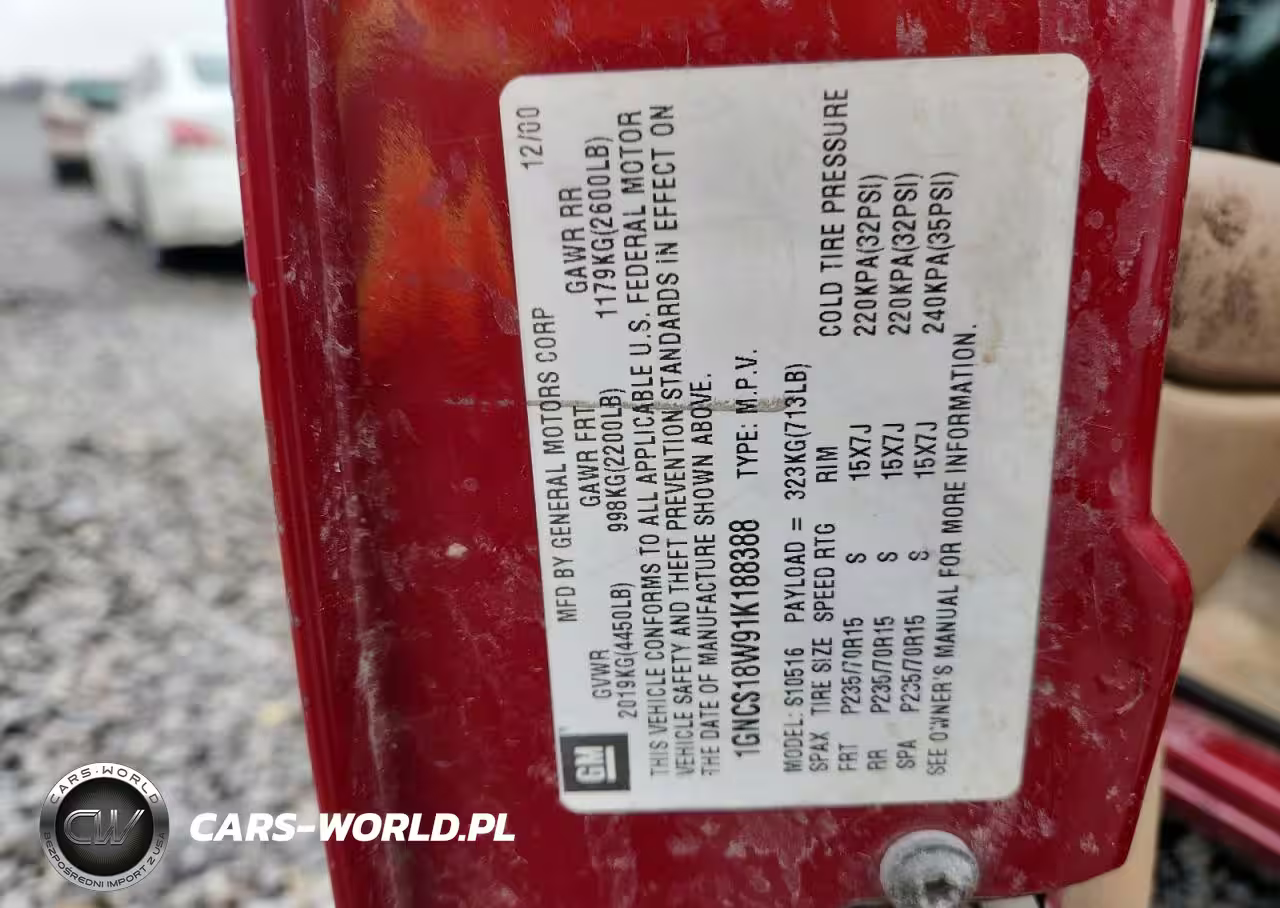 MFD BY GENERAL MOTORS CORP 12/00
GVWR GAWR FRT GAWR RR
2019KG(4450LB) 998KG(2200LB) 1179KG(2600LB)
THIS VEHICLE CONFORMS TO ALL APPLICABLE U.S. FEDERAL MOTOR
VEHICLE SAFETY AND THEFT PREVENTION STANDARDS IN EFFECT ON
THE DATE OF MANUFACTURE SHOWN ABOVE.
1GNCS18W91K188388 TYPE: M.P.V.
MODEL: S10516 PAYLOAD = 323KG(713LB)
SPAX TIRE SIZE SPEED RTG RIM COLD TIRE PRESSURE
FRT P235/70R15 S 15X7J 220KPA(32PSI)
RR P235/70R15 S 15X7J 220KPA(32PSI)
SPA P235/70R15 S 15X7J 240KPA(35PSI)
SEE OWNER'S MANUAL FOR MORE INFORMATION.
GM
CARS-WORLD
CW
BEZPOŚREDNI IMPORT Z USA
CARS-WORLD.PL